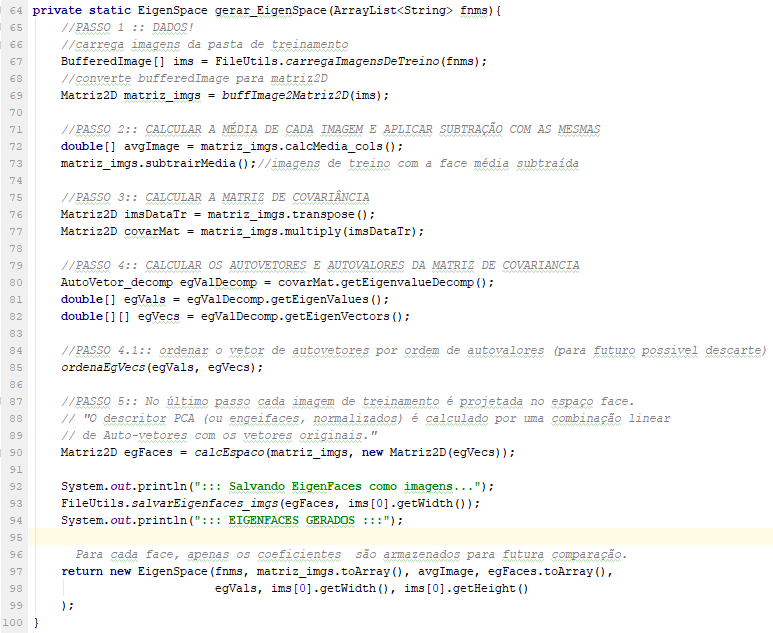 64 private static EigenSpace gerar_EigenSpace(ArrayList<String> fnms){
65 //PASSO 1 :: DADOS!
66 //carrega imagens da pasta de treinamento
67 BufferedImage[] ims = FileUtils.carregaImagensDeTreino(fnms);
68 //converte bufferedImage para matriz2D
69 Matriz2D matriz_imgs = buffImage2Matriz2D(ims);
70
71 //PASSO 2:: CALCULAR A MÉDIA DE CADA IMAGEM E APLICAR SUBTRAÇÃO COM AS MESMAS
72 double[] avgImage = matriz_imgs.calcMedia_cols();
73 matriz_imgs.subtrairMedia();//imagens de treino com a face média subtraída
74
75 //PASSO 3:: CALCULAR A MATRIZ DE COVARIÂNCIA
76 Matriz2D imsDataTr = matriz_imgs.transpose();
77 Matriz2D covarMat = matriz_imgs.multiply(imsDataTr);
78
79 //PASSO 4:: CALCULAR OS AUTOVETORES E AUTOVALORES DA MATRIZ DE COVARIANCIA
80 AutoVetor_decomp egValDecomp = covarMat.getEigenvalueDecomp();
81 double[] egVals = egValDecomp.getEigenValues();
82 double[][] egVecs = egValDecomp.getEigenVectors();
83
84 //PASSO 4.1:: ordenar o vetor de autovetores por ordem de autovalores (para futuro possivel descarte)
85 ordenaEgVecs(egVals, egVecs);
86
87 //PASSO 5:: No último passo cada imagem de treinamento é projetada no espaço face.
88 // "O descritor PCA (ou engeifaces, normalizados) é calculado por uma combinação linear
89 // de Auto-vetores com os vetores originais."
90 Matriz2D egFaces = calcEspaco(matriz_imgs, new Matriz2D(egVecs));
91
92 System.out.println("::: Salvando EigenFaces como imagens...");
93 FileUtils.salvarEigenfaces_imgs(egFaces, ims[0].getWidth());
94 System.out.println("::: EIGENFACES GERADOS :::");
95
96 Para cada face, apenas os coeficientes são armazenados para futura comparação.
97 return new EigenSpace(fnms, matriz_imgs.toArray(), avgImage, egFaces.toArray(),
98 egVals, ims[0].getWidth(), ims[0].getHeight()
99 );
100 }